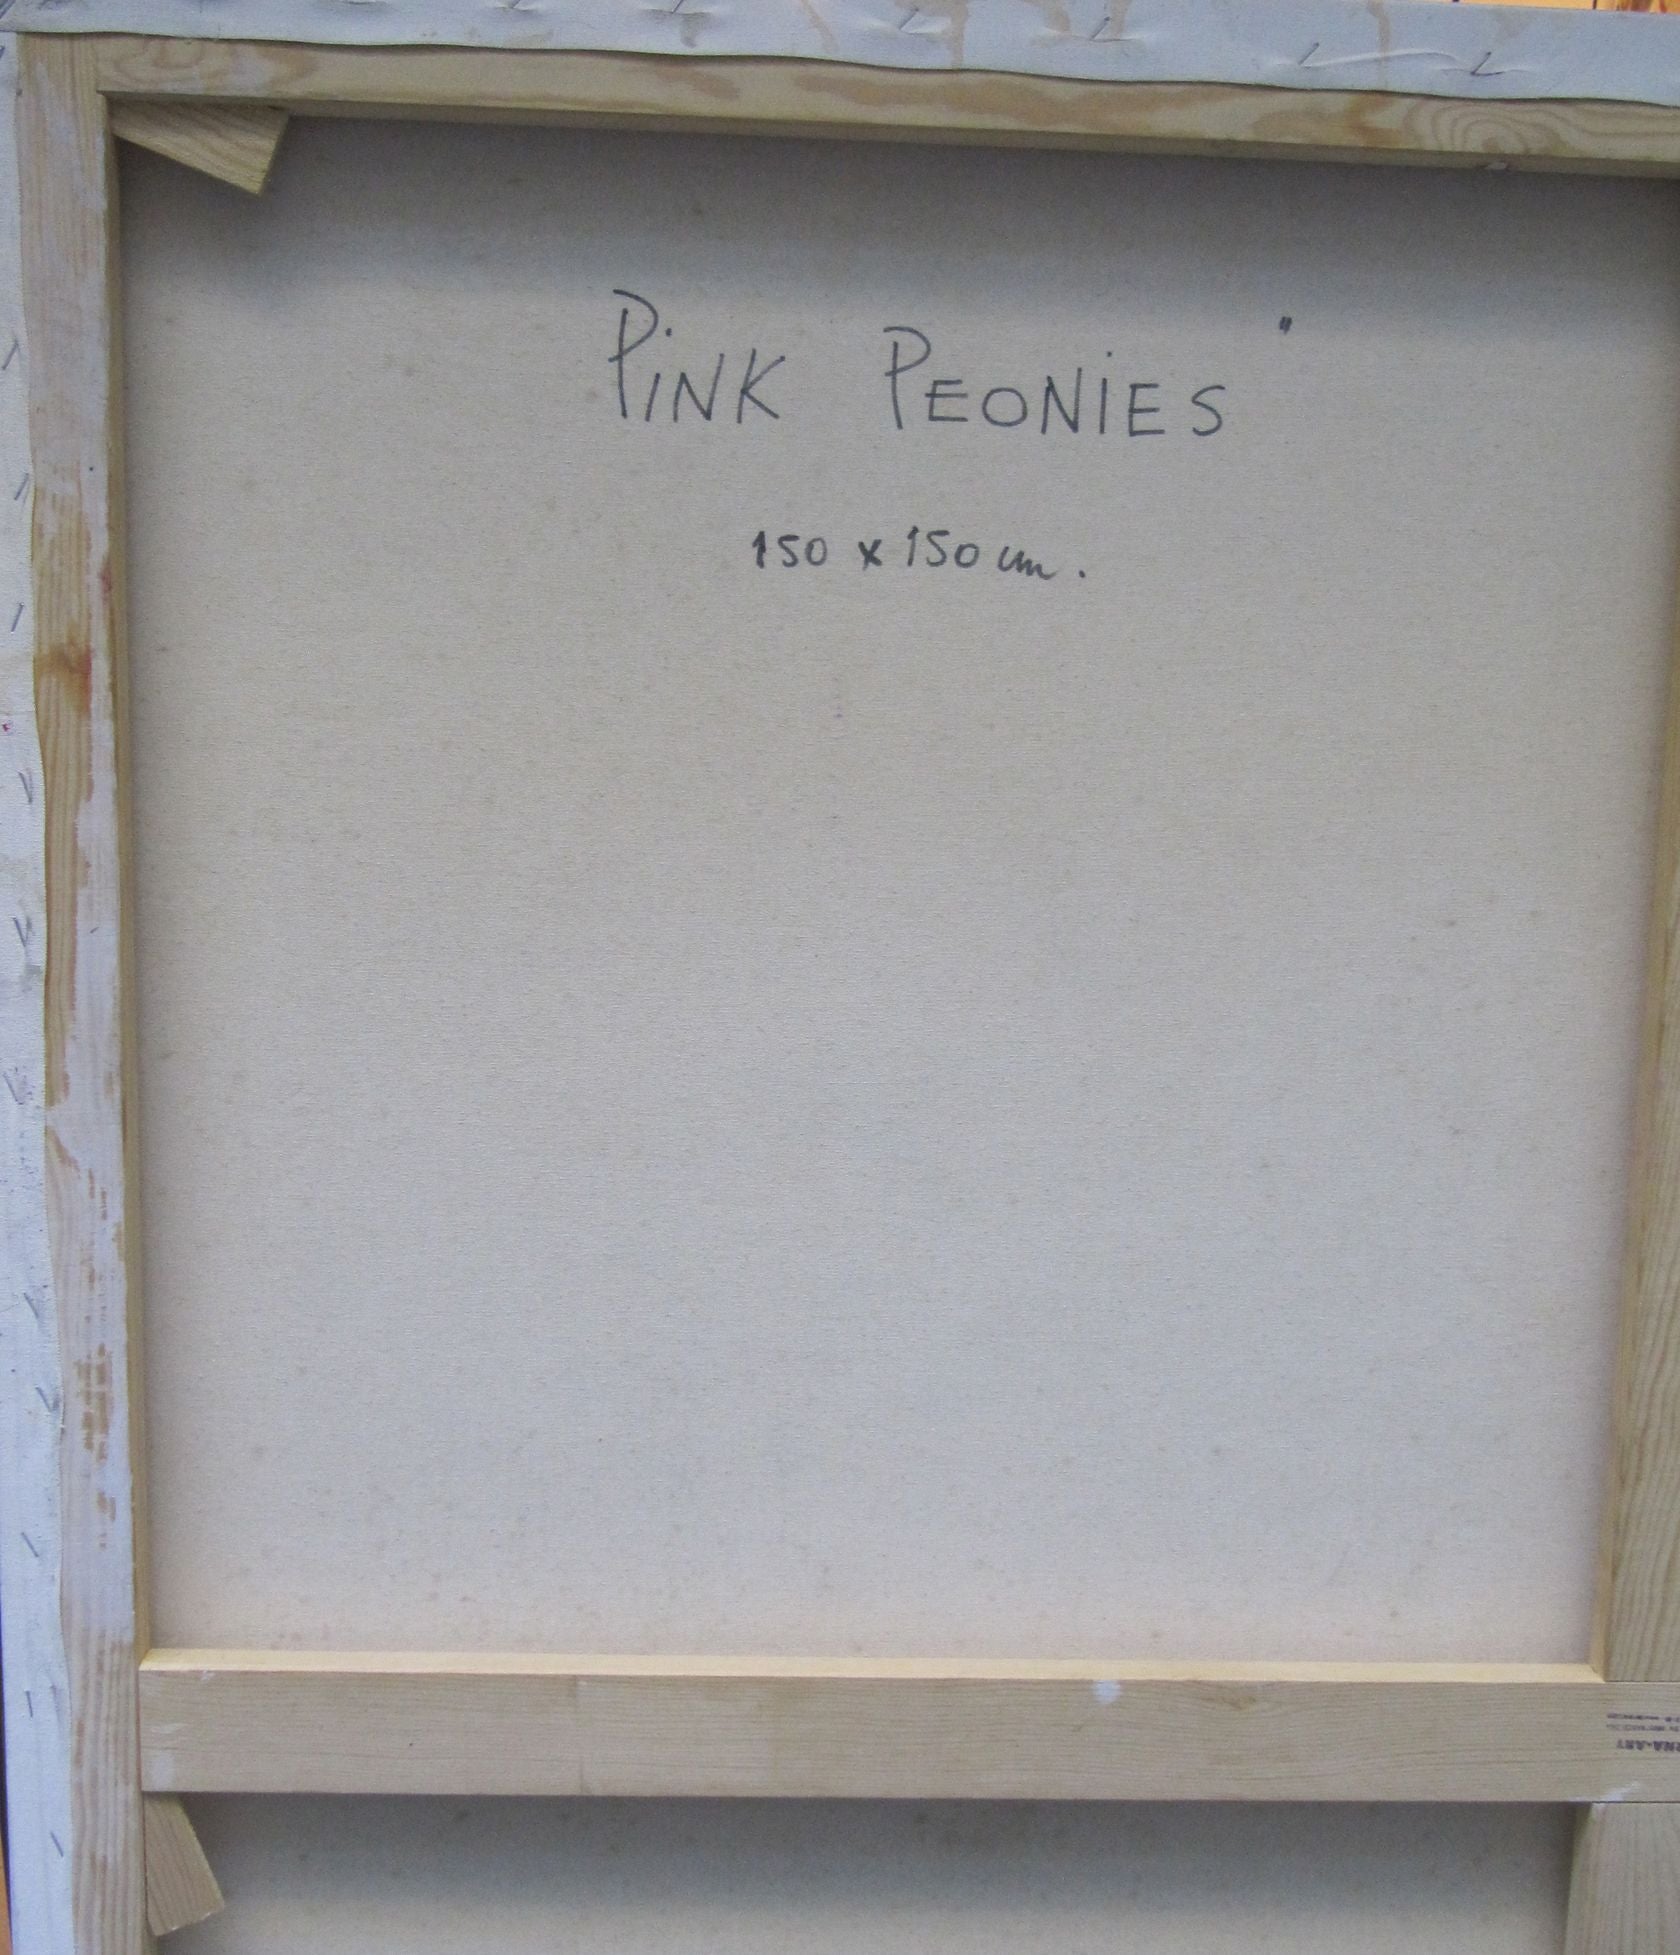 PiNK PEONiES "
150 x 150 cm.